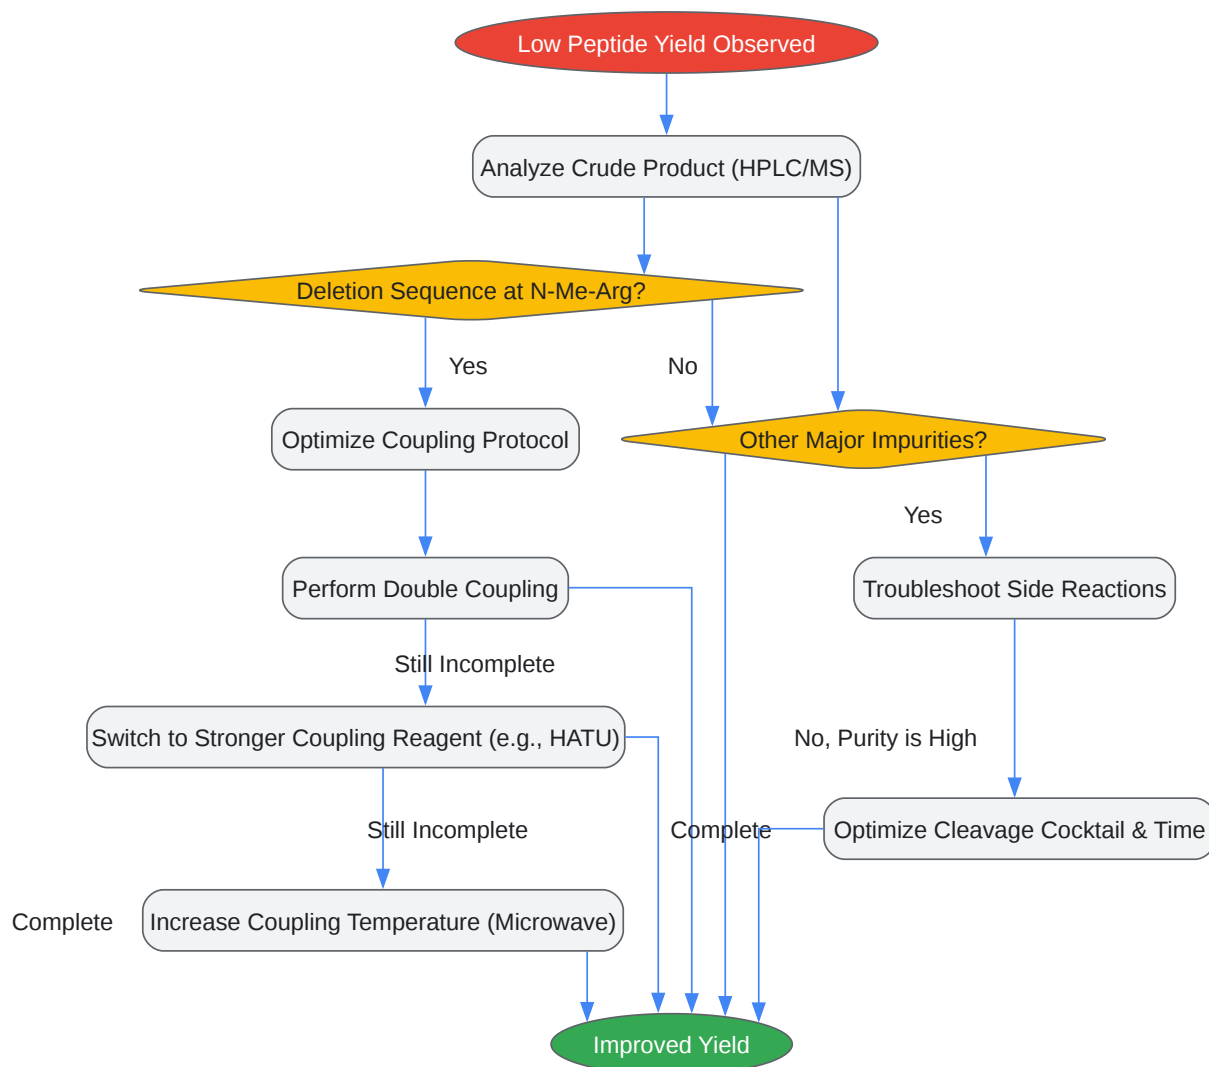 Low Peptide Yield Observed
Analyze Crude Product (HPLC/MS)
Deletion Sequence at N-Me-Arg?
Yes
No
Optimize Coupling Protocol
Other Major Impurities?
Yes
Perform Double Coupling
Troubleshoot Side Reactions
Still Incomplete
Switch to Stronger Coupling Reagent (e.g., HATU)
No, Purity is High
Still Incomplete
Complete
Optimize Cleavage Cocktail & Time
Complete
Increase Coupling Temperature (Microwave)
Improved Yield